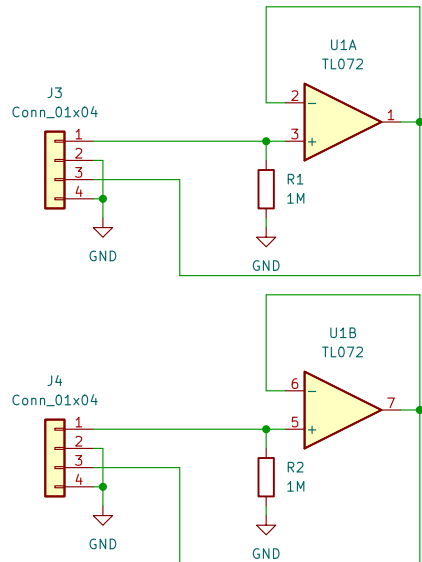 U1A
TL072
J3
Conn_01x04
2
−
1
1
3
+
2
3
R1
1M
4
GND
GND
U1B
TL072
J4
Conn_01x04
6
−
7
1
5
+
2
3
R2
1M
4
GND
GND